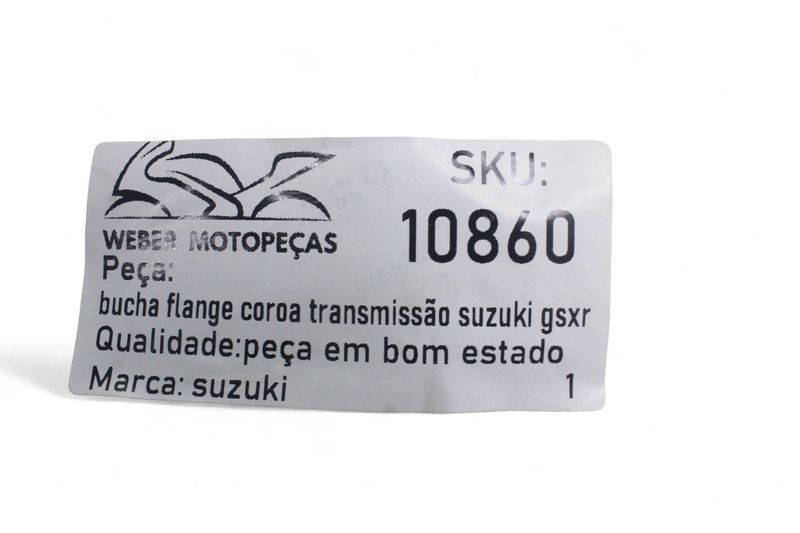 SKU:
10860
WEBER MOTOPEÇAS
Peça:
bucha flange coroa transmissão suzuki gsxr
Qualidade:peça em bom estado
Marca: suzuki 1